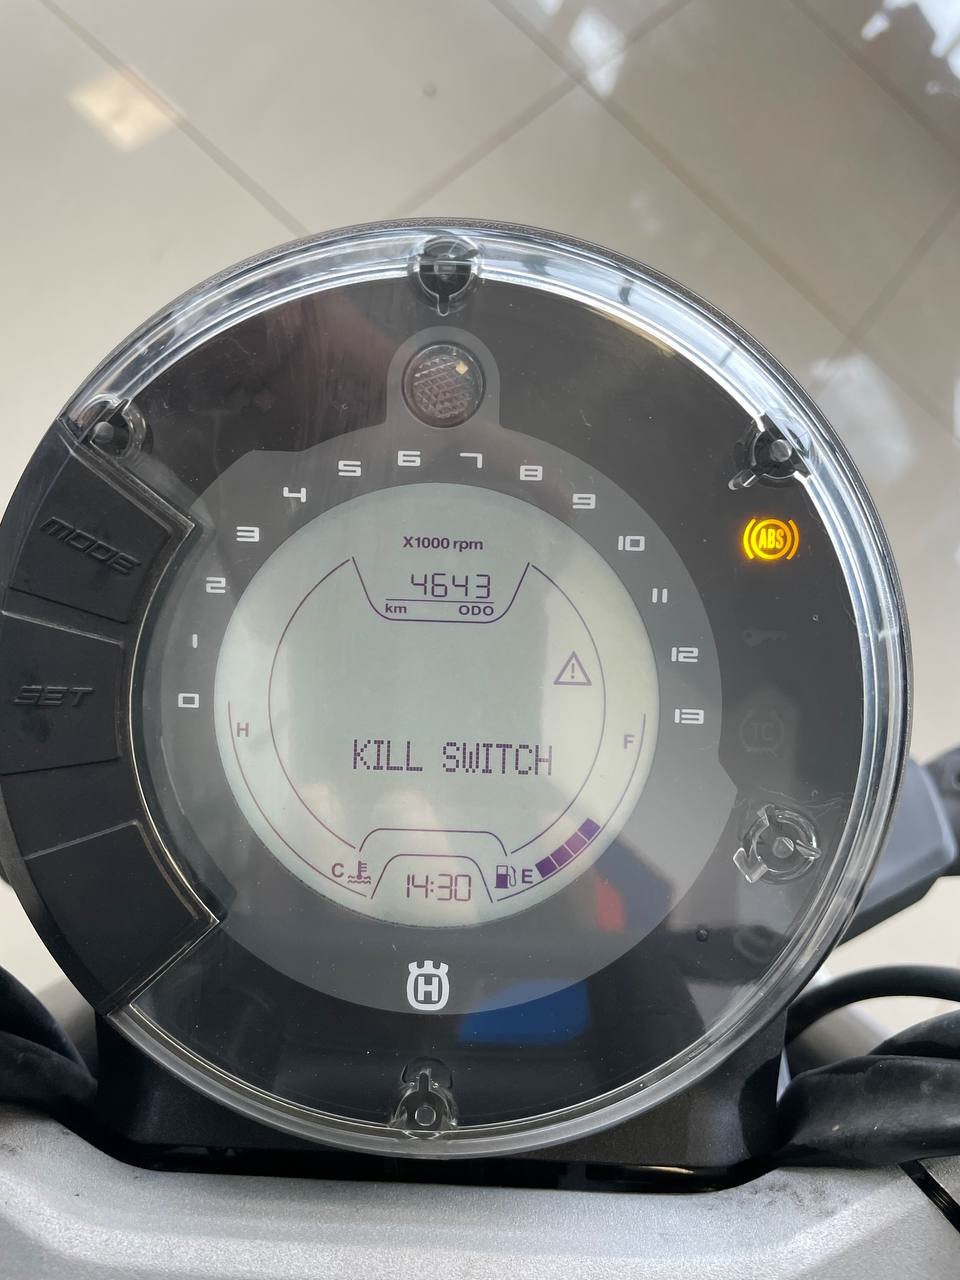 5 6 7 8
4 9
X1000 rpm
3 10
MODE
ABS
4643
2 11
km ODO
1 12
SET
0 13
TC
H F
KILL SWITCH
C E
14:30
H